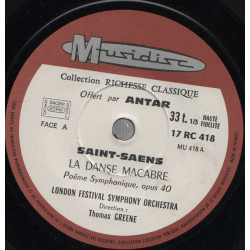 Musidisc
Collection RICHESSE CLASSIQUE
Offert par ANTAR
33 t. 1/3 HAUTE FIDELITE
17 RC 418
MU 418 A
FACE A
SAINT-SAENS
LA DANSE MACABRE
Poème Symphonique, opus 40
LONDON FESTIVAL SYMPHONY ORCHESTRA
Direction :
Thomas GREENE